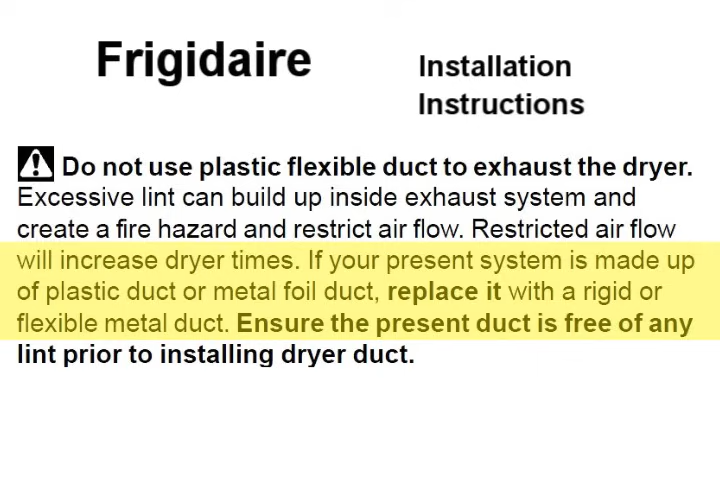 Frigidaire
Installation
Instructions
Do not use plastic flexible duct to exhaust the dryer.
Excessive lint can build up inside exhaust system and
create a fire hazard and restrict air flow. Restricted air flow
will increase dryer times. If your present system is made up
of plastic duct or metal foil duct, replace it with a rigid or
flexible metal duct. Ensure the present duct is free of any
lint prior to installing dryer duct.